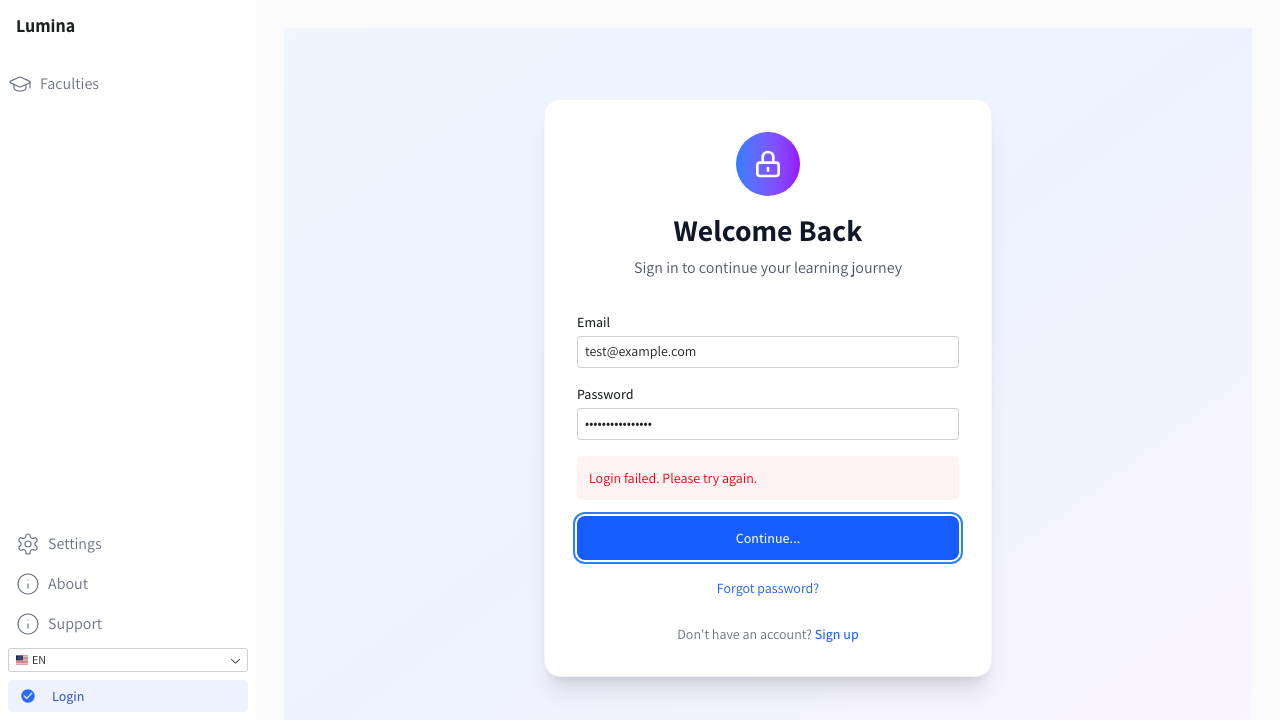 Lumina
Faculties
Settings
About
Support
EN
Login
Welcome Back
Sign in to continue your learning journey
Email
test@example.com
Password
••••••••••••••••
Login failed. Please try again.
Continue...
Forgot password?
Don't have an account? Sign up